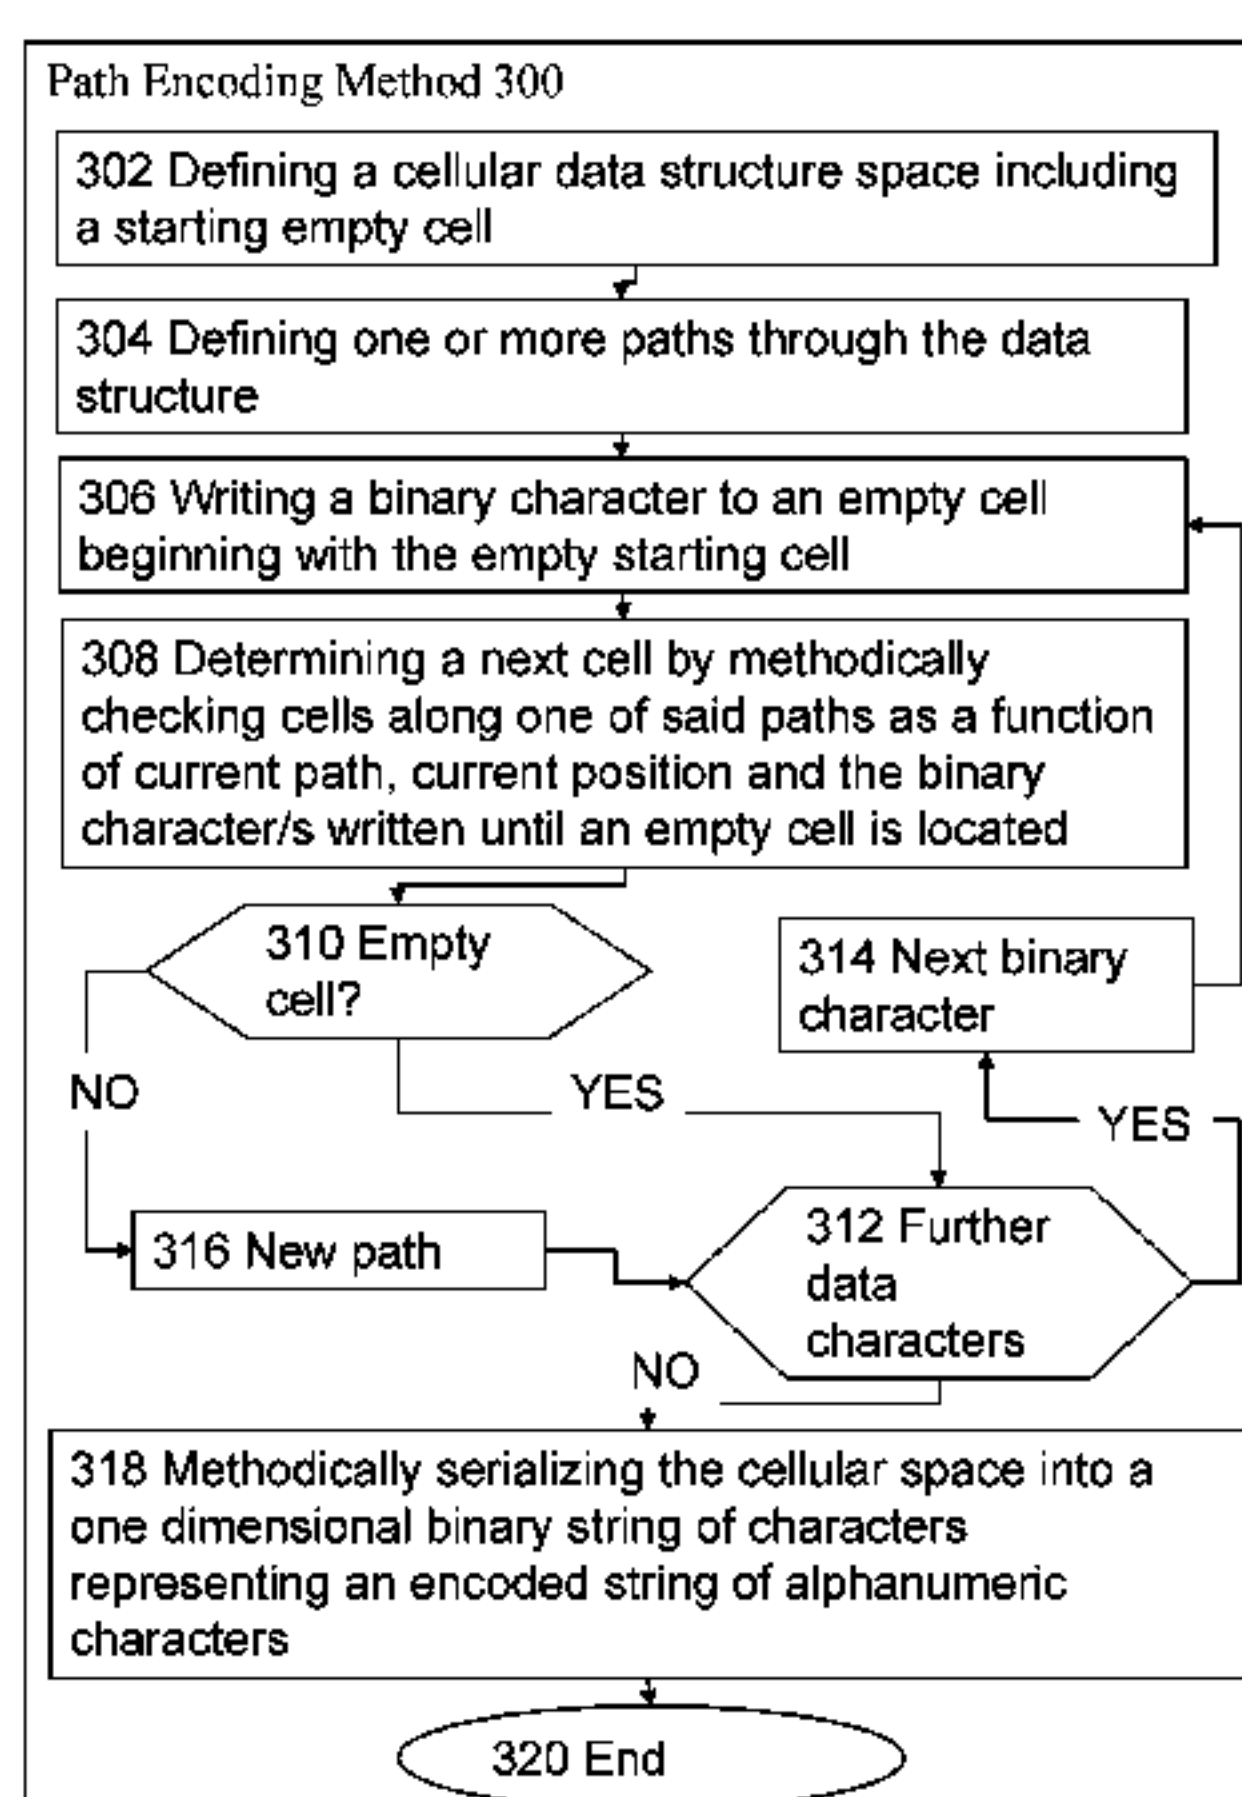 Path Encoding Method 300
302 Defining a cellular data structure space including
a starting empty cell
304 Defining one or more paths through the data
structure
306 Writing a binary character to an empty cell
beginning with the empty starting cell
308 Determining a next cell by methodically
checking cells along one of said paths as a function
of current path, current position and the binary
character/s written until an empty cell is located
310 Empty
cell?
314 Next binary
character
NO
YES
YES
316 New path
312 Further
data
characters
NO
318 Methodically serializing the cellular space into a
one dimensional binary string of characters
representing an encoded string of alphanumeric
characters
320 End